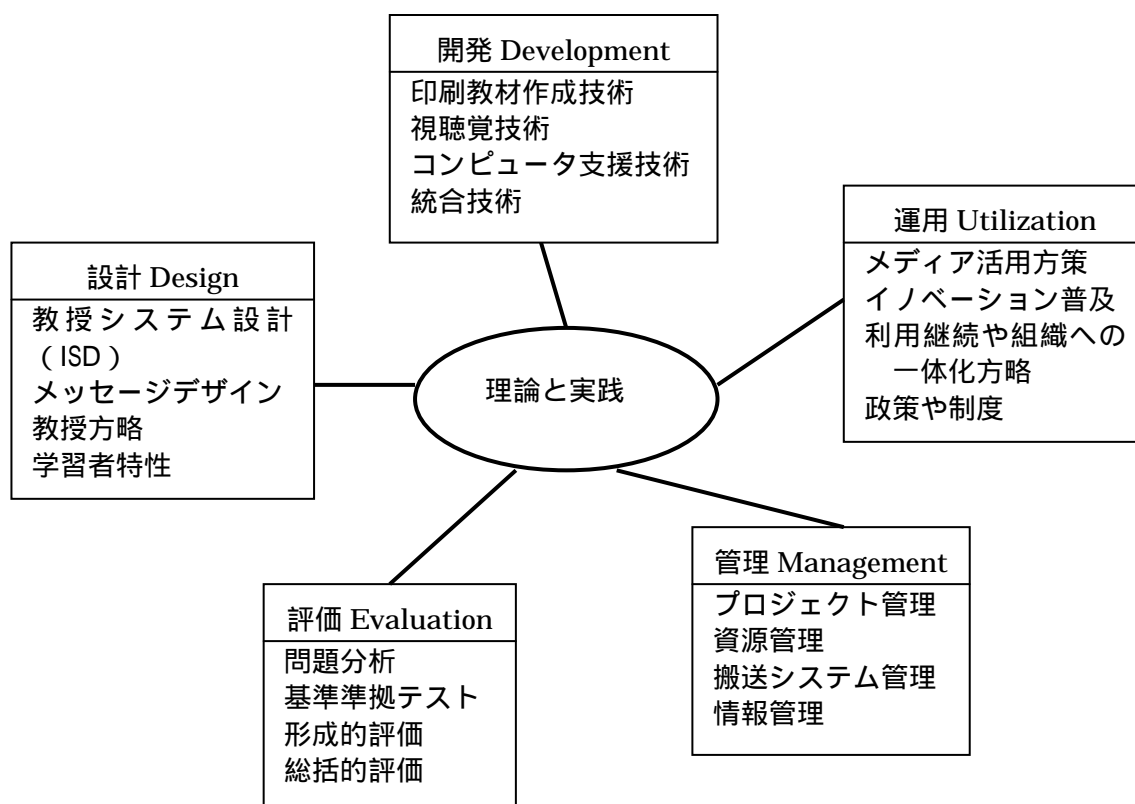 開発 Development
印刷教材作成技術
視聴覚技術
コンピュータ支援技術
統合技術
運用 Utilization
メディア活用方策
イノベーション普及
利用継続や組織への
一体化方略
政策や制度
設計 Design
教授システム設計
（ISD）
メッセージデザイン
教授方略
学習者特性
理論と実践
管理 Management
プロジェクト管理
資源管理
搬送システム管理
情報管理
評価 Evaluation
問題分析
基準準拠テスト
形成的評価
総括的評価